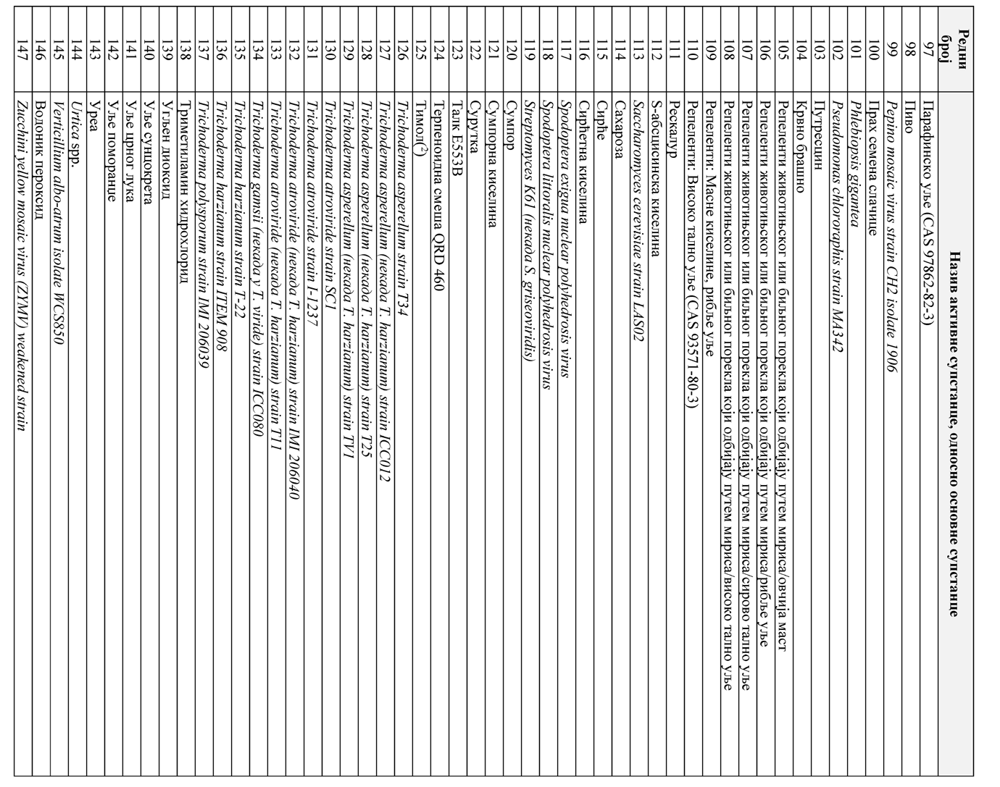 Редни број Назив активне супстанце, односно основне супстанце
97 Парафинско уље (CAS 97862-82-3)
98 Пиво
99 Pepino mosaic virus strain CH2 isolate 1906
100 Прах семена слачице
101 Phlebiopsis gigantea
102 Pseudomonas chlororaphis strain MA342
103 Путресцин
104 Крвно брашно
105 Репеленти животињског или биљног порекла који одбијају путем мириса/овчија маст
106 Репеленти животињског или биљног порекла који одбијају путем мириса/рибље уље
107 Репеленти животињског или биљног порекла који одбијају путем мириса/сирово тално уље
108 Репеленти животињског или биљног порекла који одбијају путем мириса/високо тално уље
109 Репеленти: Масне киселине, рибље уље
110 Репеленти: Високо тално уље (CAS 93571-80-3)
111 Рескалур
112 S-абсцисинска киселина
113 Saccharomyces cerevisiae strain LAS02
114 Сахароза
115 Сирће
116 Сирћетна киселина
117 Spodoptera exigua nuclear polyhedrosis virus
118 Spodoptera littoralis nuclear polyhedrosis virus
119 Streptomyces K61 (некада S. griseoviridis)
120 Сумпор
121 Сумпорна киселина
122 Сурутка
123 Талк E553B
124 Терпеноидна смеша QRD 460
125 Тимол(²)
126 Trichoderma asperellum strain T34
127 Trichoderma asperellum (некада T. harzianum) strain ICC012
128 Trichoderma asperellum (некада T. harzianum) strain T25
129 Trichoderma asperellum (некада T. harzianum) strain TV1
130 Trichoderma atroviride strain SC1
131 Trichoderma atroviride strain I-1237
132 Trichoderma atroviride (некада T. harzianum) strain IMI 206040
133 Trichoderma atroviride (некада T. harzianum) strain T11
134 Trichoderma gamsii (некада у T. viride) strain ICC080
135 Trichoderma harzianum strain T-22
136 Trichoderma harzianum strain ITEM 908
137 Trichoderma polysporum strain IMI 206039
138 Триметиламин хидрохлорид
139 Угљен диоксид
140 Уље сунцокрета
141 Уље црног лука
142 Уље поморанџе
143 Уреа
144 Urtica spp.
145 Verticillium albo-atrum isolate WCS850
146 Водоник пероксид
147 Zucchini yellow mosaic virus (ZYMV) weakened strain